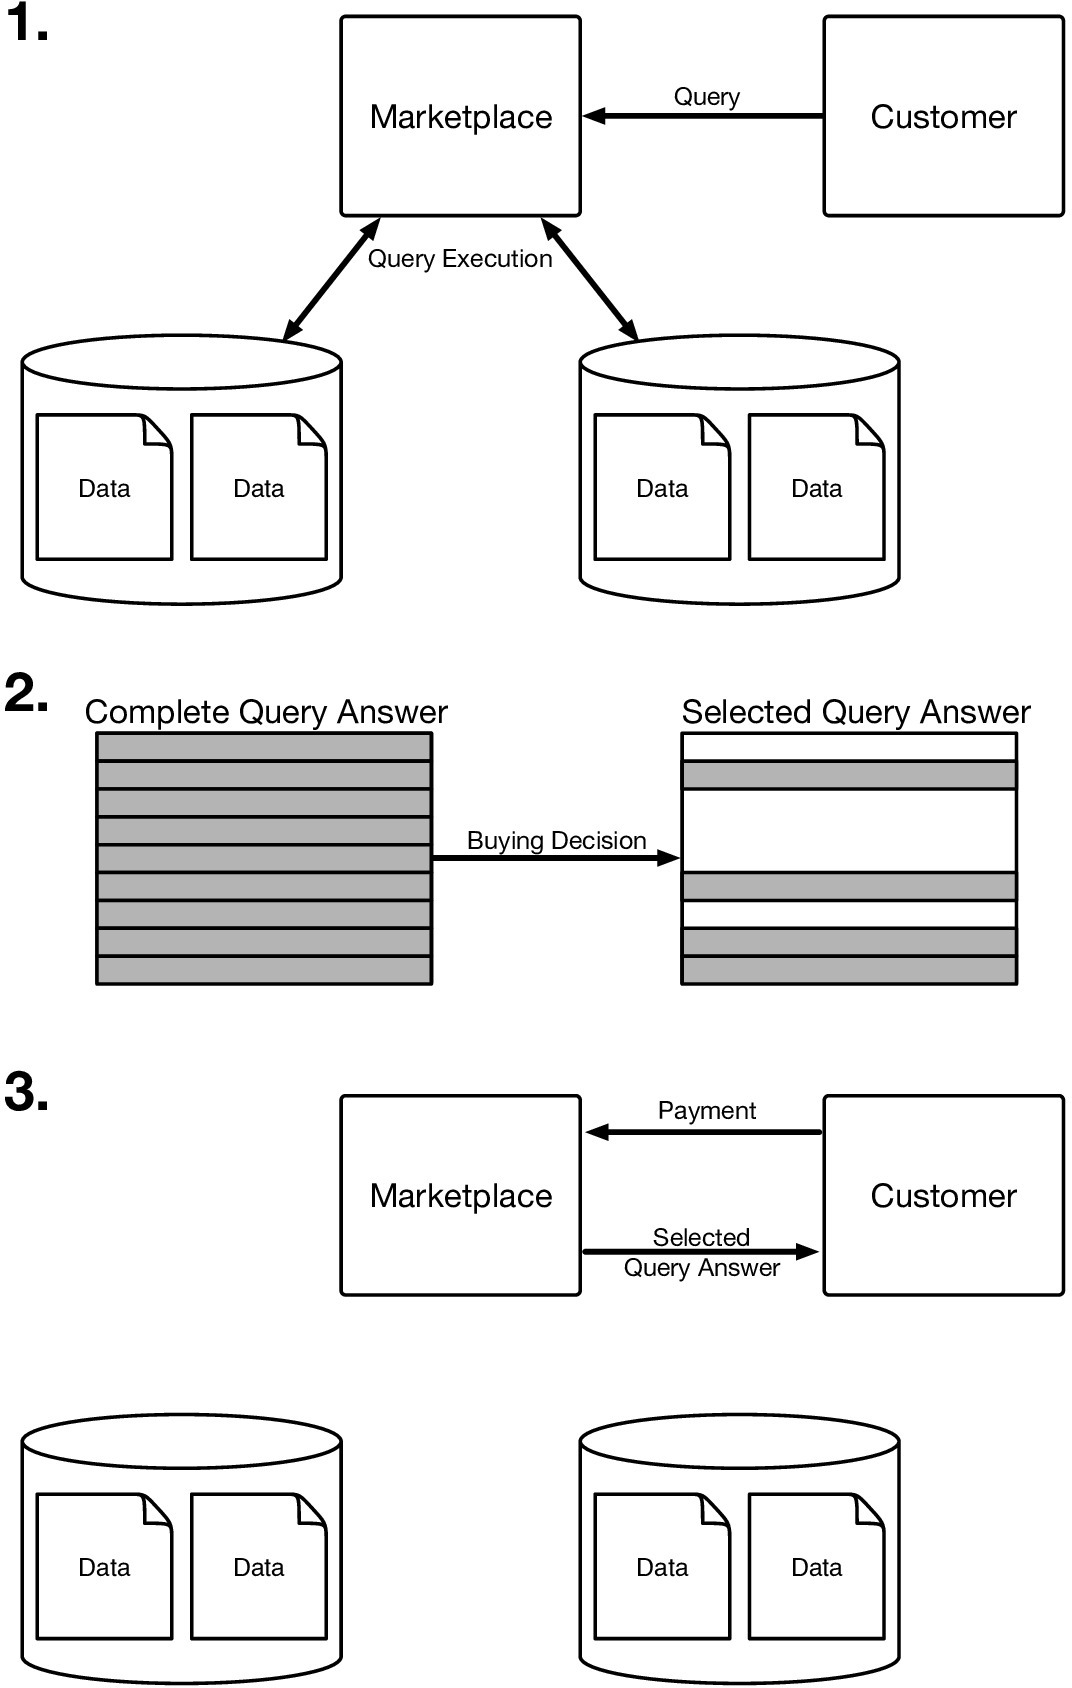 1.
Marketplace
Query
Customer
Query Execution
Data
Data
Data
Data
2.
Complete Query Answer
Selected Query Answer
Buying Decision
3.
Payment
Marketplace
Customer
Selected
Query Answer
Data
Data
Data
Data